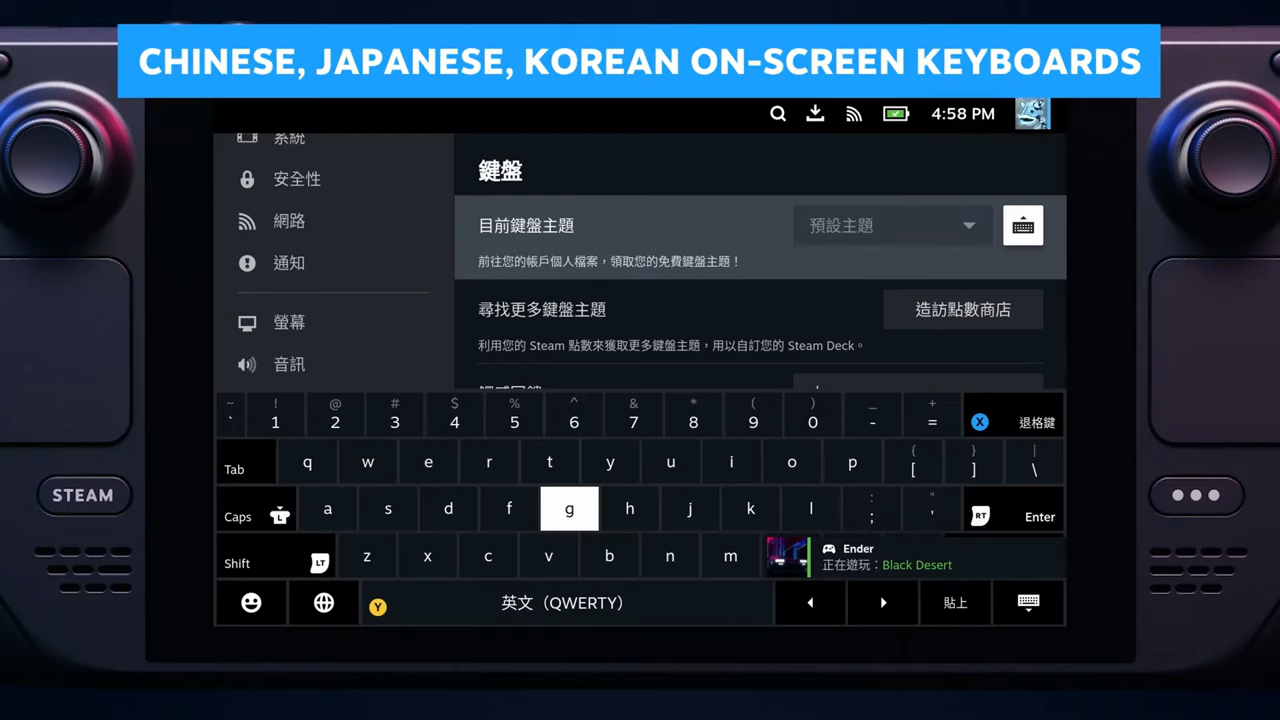 CHINESE, JAPANESE, KOREAN ON-SCREEN KEYBOARDS
4:58 PM
系統
安全性
網路
通知
螢幕
音訊
鍵盤
目前鍵盤主題
預設主題
前往您的帳戶個人檔案，領取您的免費鍵盤主題！
尋找更多鍵盤主題
造訪點數商店
利用您的 Steam 點數來獲取更多鍵盤主題，用以自訂您的 Steam Deck。
~ ! @ # $ % ^ & * ( ) _ +
` 1 2 3 4 5 6 7 8 9 0 - = X 退格鍵
{ } |
Tab q w e r t y u i o p [ ] \
: "
Caps L a s d f g h j k l ; ' RT Enter
Shift LT z x c v b n m
Ender
正在遊玩：Black Desert
Y 英文（QWERTY） 貼上
STEAM